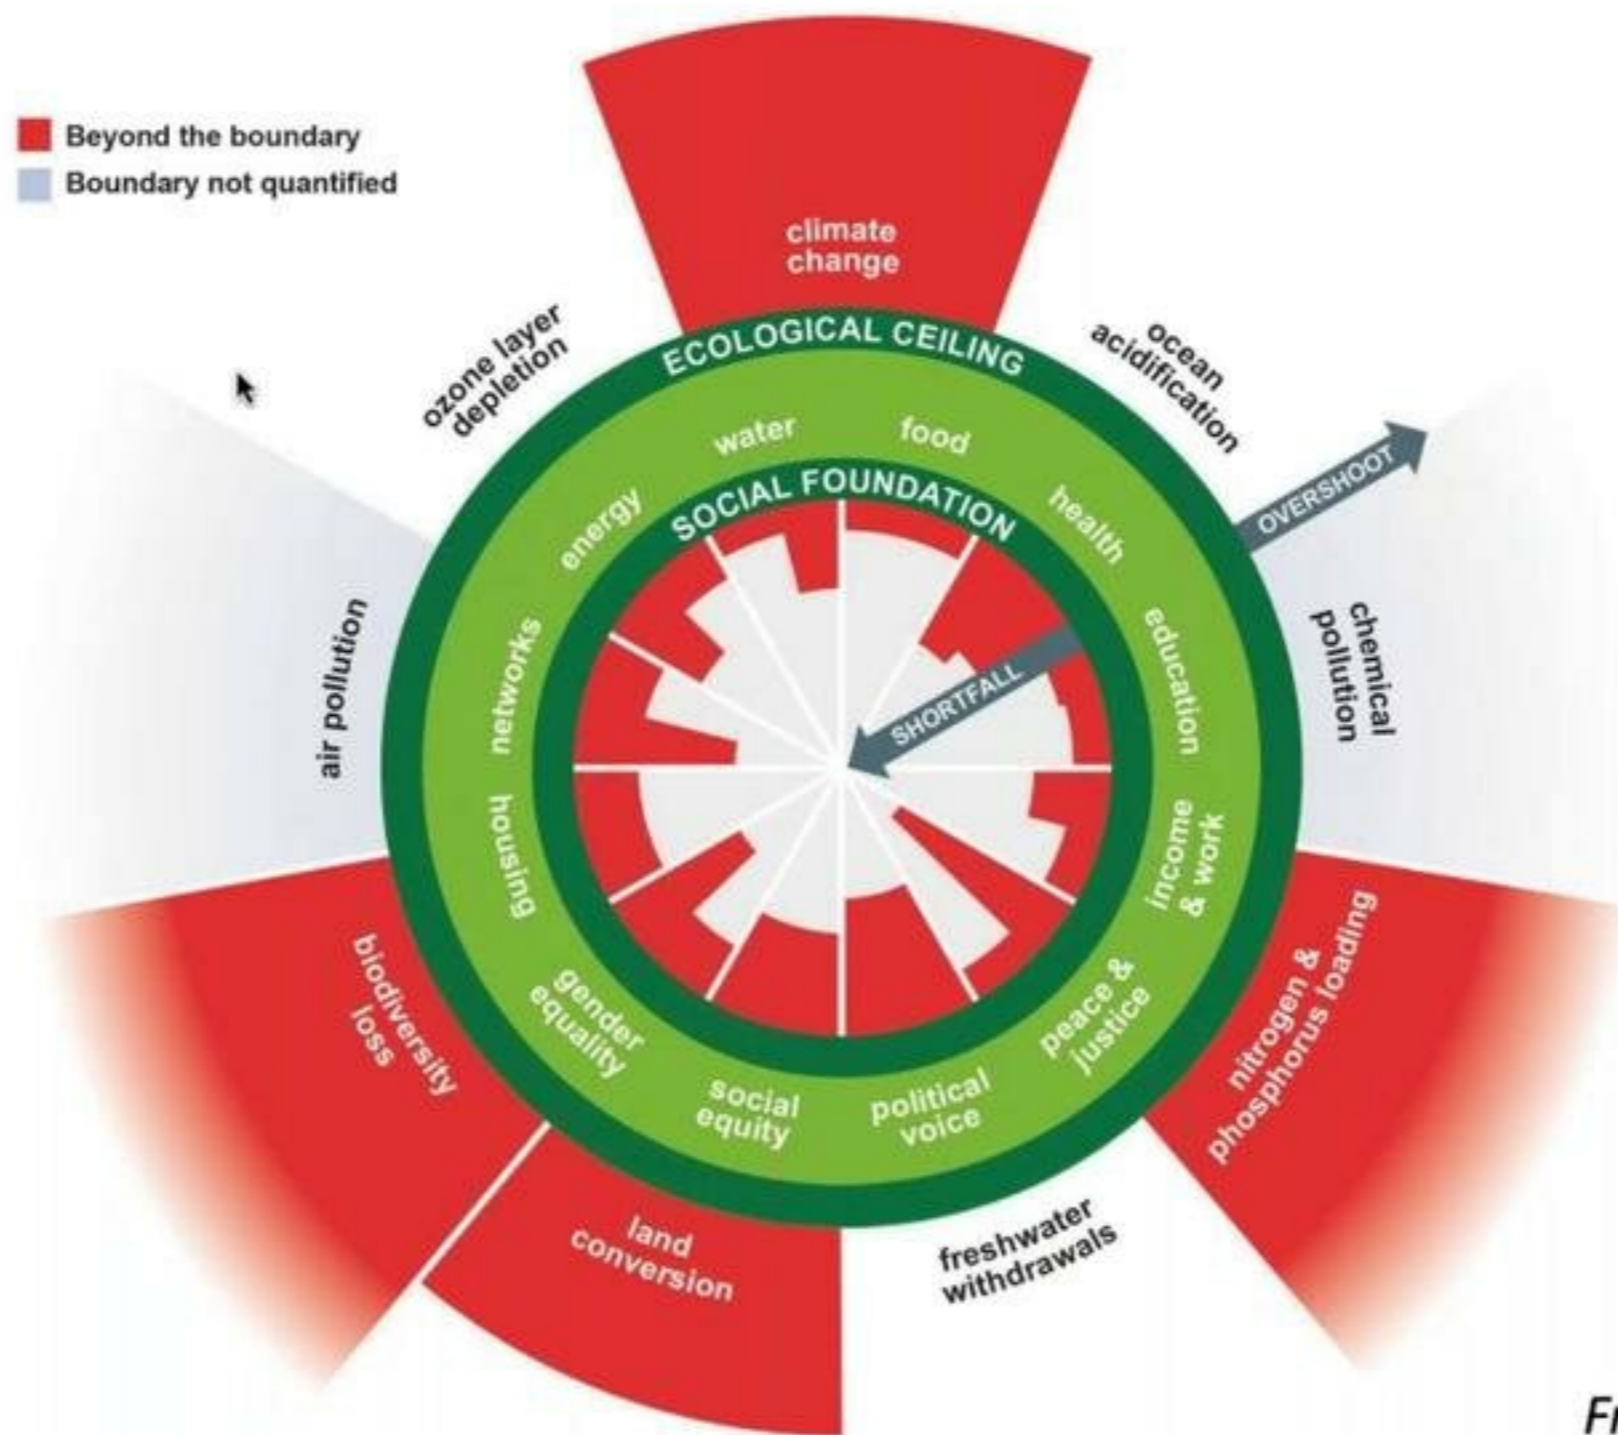 Beyond the boundary
Boundary not quantified
climate
change
ECOLOGICAL CEILING
ozone layer
depletion
ocean
acidification
OVERSHOOT
water
food
SOCIAL FOUNDATION
energy
health
networks
education
SHORTFALL
air pollution
chemical
pollution
housing
income
& work
biodiversity
loss
gender
equality
social
equity
political
voice
peace &
justice
nitrogen &
phosphorus loading
land
conversion
freshwater
withdrawals